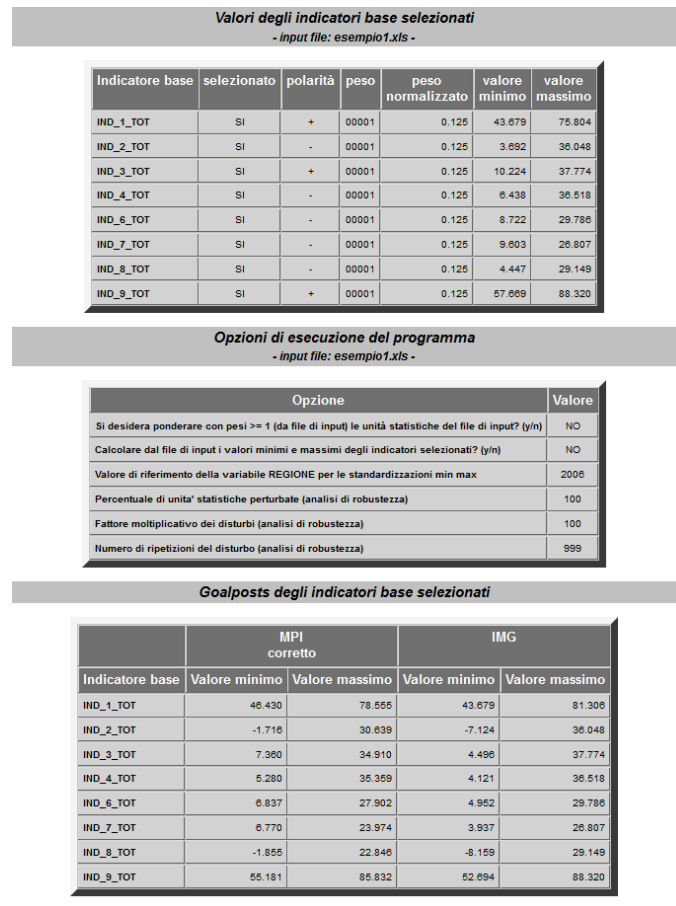 Valori degli indicatori base selezionati
- input file: esempio1.xls -
Indicatore base selezionato polarità peso peso normalizzato valore minimo valore massimo
IND_1_TOT SI + 00001 0.125 43.679 75.804
IND_2_TOT SI - 00001 0.125 3.692 36.048
IND_3_TOT SI + 00001 0.125 10.224 37.774
IND_4_TOT SI - 00001 0.125 6.438 36.518
IND_6_TOT SI - 00001 0.125 8.722 29.786
IND_7_TOT SI - 00001 0.125 9.603 26.807
IND_8_TOT SI - 00001 0.125 4.447 29.149
IND_9_TOT SI + 00001 0.125 57.669 88.320
Opzioni di esecuzione del programma
- input file: esempio1.xls -
Opzione Valore
Si desidera ponderare con pesi >= 1 (da file di input) le unità statistiche del file di input? (y/n) NO
Calcolare dal file di input i valori minimi e massimi degli indicatori selezionati? (y/n) NO
Valore di riferimento della variabile REGIONE per le standardizzazioni min max 2006
Percentuale di unita' statistiche perturbate (analisi di robustezza) 100
Fattore moltiplicativo dei disturbi (analisi di robustezza) 100
Numero di ripetizioni del disturbo (analisi di robustezza) 999
Goalposts degli indicatori base selezionati
MPI corretto IMG
Indicatore base Valore minimo Valore massimo Valore minimo Valore massimo
IND_1_TOT 46.430 78.555 43.679 81.306
IND_2_TOT -1.716 30.639 -7.124 36.048
IND_3_TOT 7.360 34.910 4.496 37.774
IND_4_TOT 5.280 35.359 4.121 36.518
IND_6_TOT 6.837 27.902 4.952 29.786
IND_7_TOT 6.770 23.974 3.937 26.807
IND_8_TOT -1.855 22.846 -8.159 29.149
IND_9_TOT 55.181 85.832 52.694 88.320